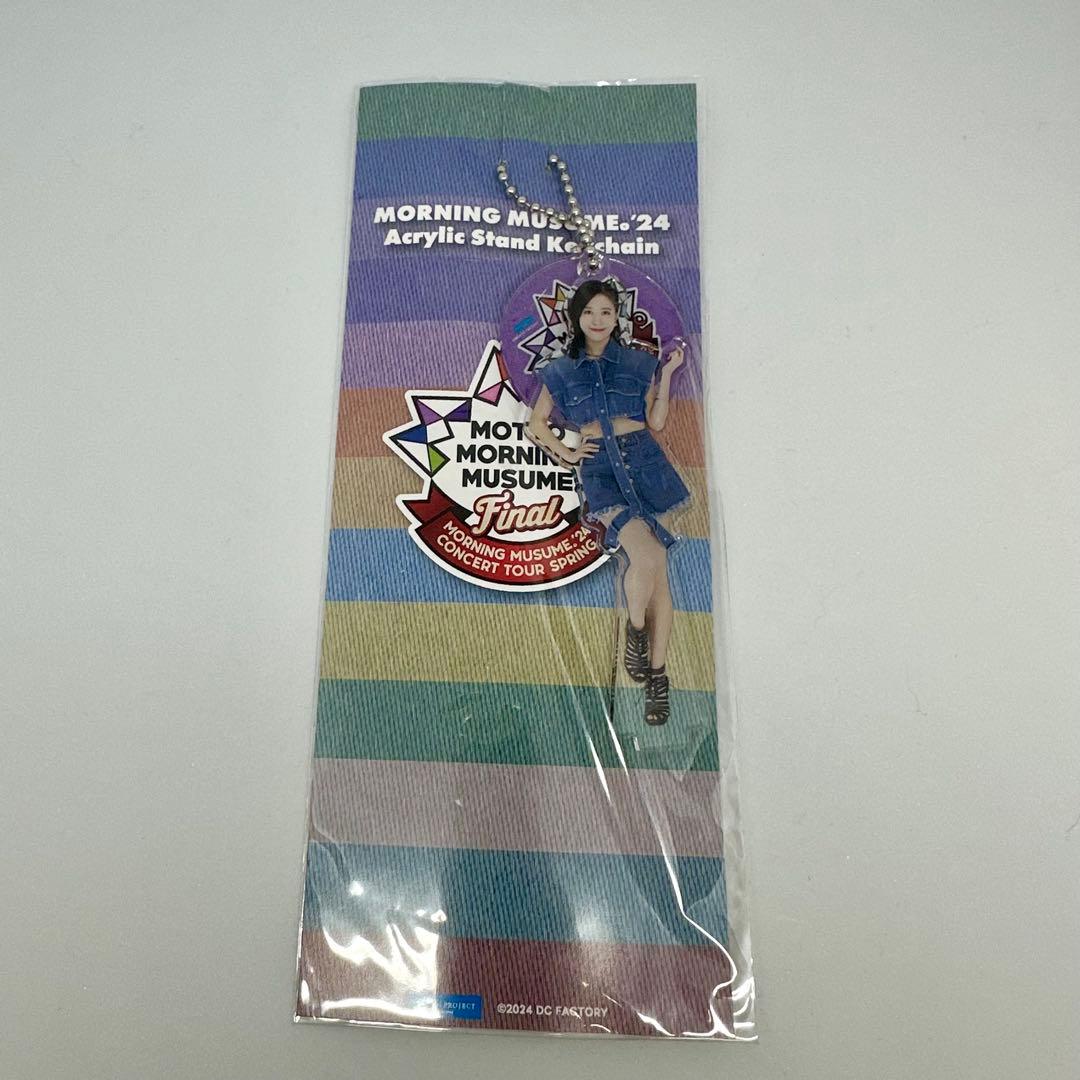 MORNING MUSUME。'24
Acrylic Stand Keychain
MOTTO
MORNING
MUSUME。
Final
MORNING MUSUME。'24
CONCERT TOUR SPRING
PROJECT
©2024 DC FACTORY